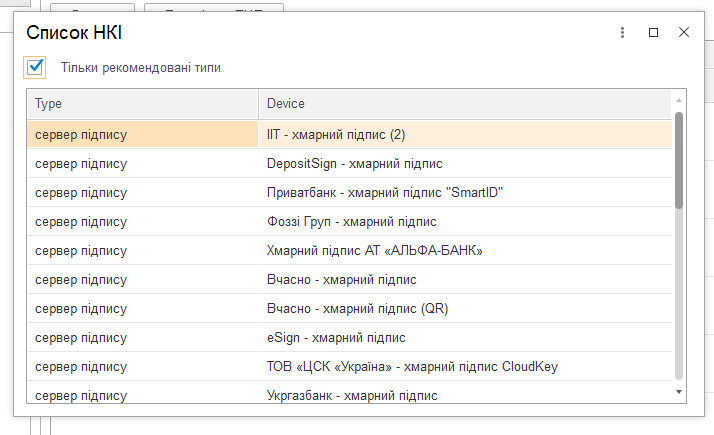 Список НКІ
Тільки рекомендовані типи
Type Device
сервер підпису ІІТ - хмарний підпис (2)
сервер підпису DepositSign - хмарний підпис
сервер підпису Приватбанк - хмарний підпис "SmartID"
сервер підпису Фоззі Груп - хмарний підпис
сервер підпису Хмарний підпис АТ «АЛЬФА-БАНК»
сервер підпису Вчасно - хмарний підпис
сервер підпису Вчасно - хмарний підпис (QR)
сервер підпису eSign - хмарний підпис
сервер підпису ТОВ «ЦСК «Україна» - хмарний підпис CloudKey
сервер підпису Укргазбанк - хмарний підпис